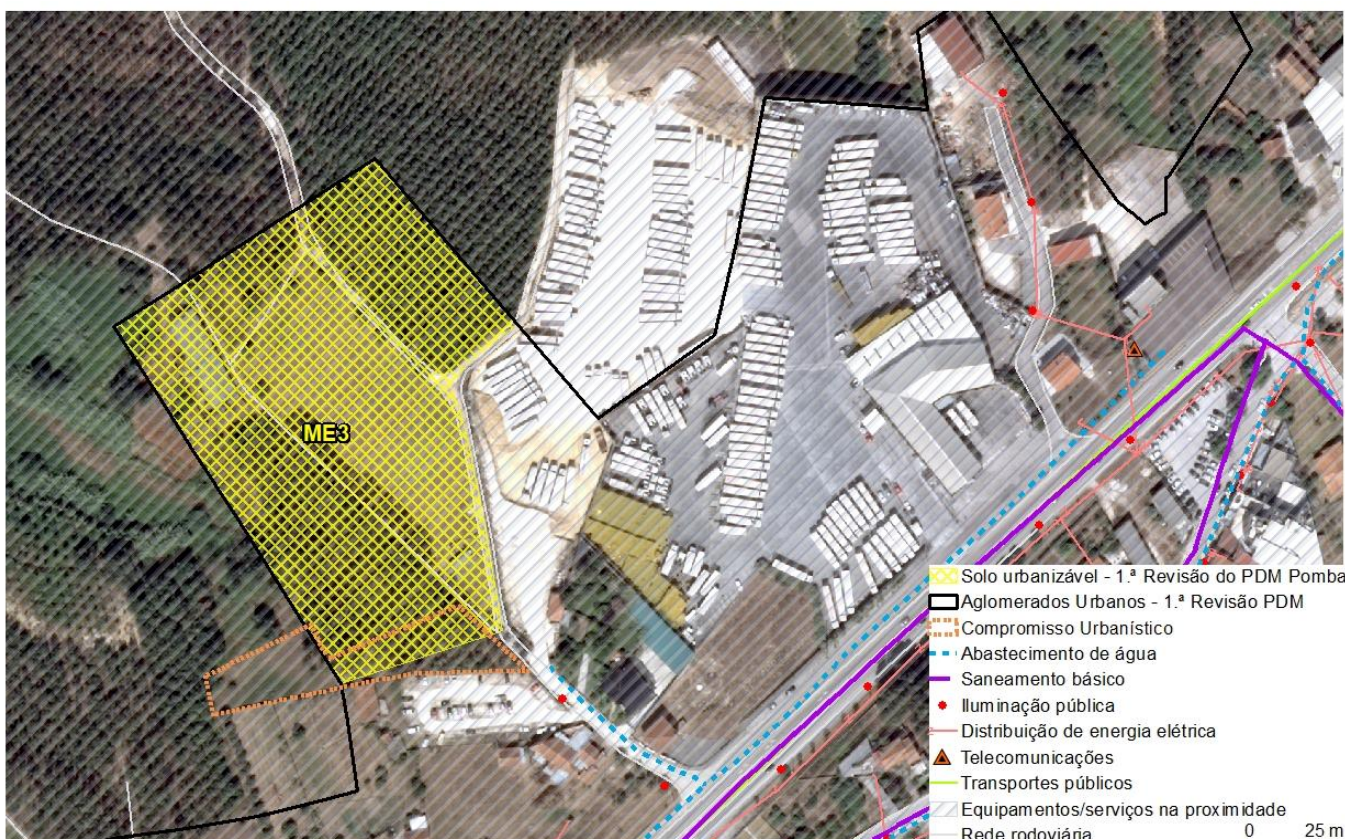 ME3
Solo urbanizável - 1.ª Revisão do PDM Pomba
Aglomerados Urbanos - 1.ª Revisão PDM
Compromisso Urbanístico
Abastecimento de água
Saneamento básico
Iluminação pública
Distribuição de energia elétrica
Telecomunicações
Transportes públicos
Equipamentos/serviços na proximidade
Rede rodoviária
0 25 m